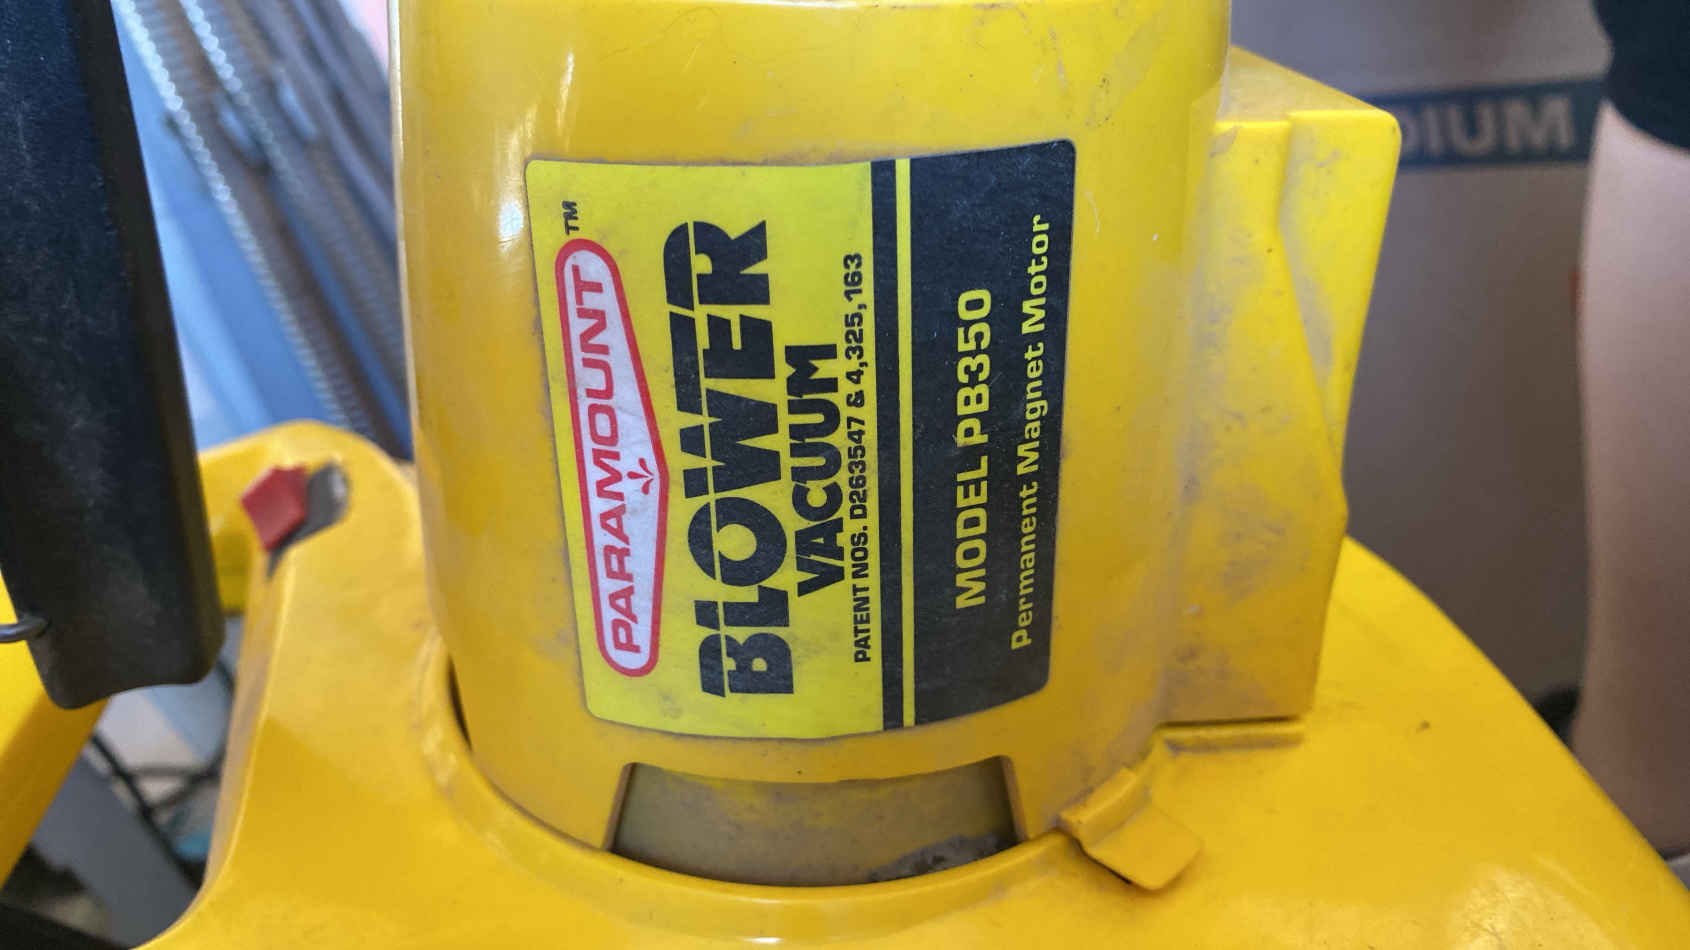 PARAMOUNT™
BLOWER
VACUUM
PATENT NOS. D263547 & 4,325,163
MODEL PB350
Permanent Magnet Motor
DIUM